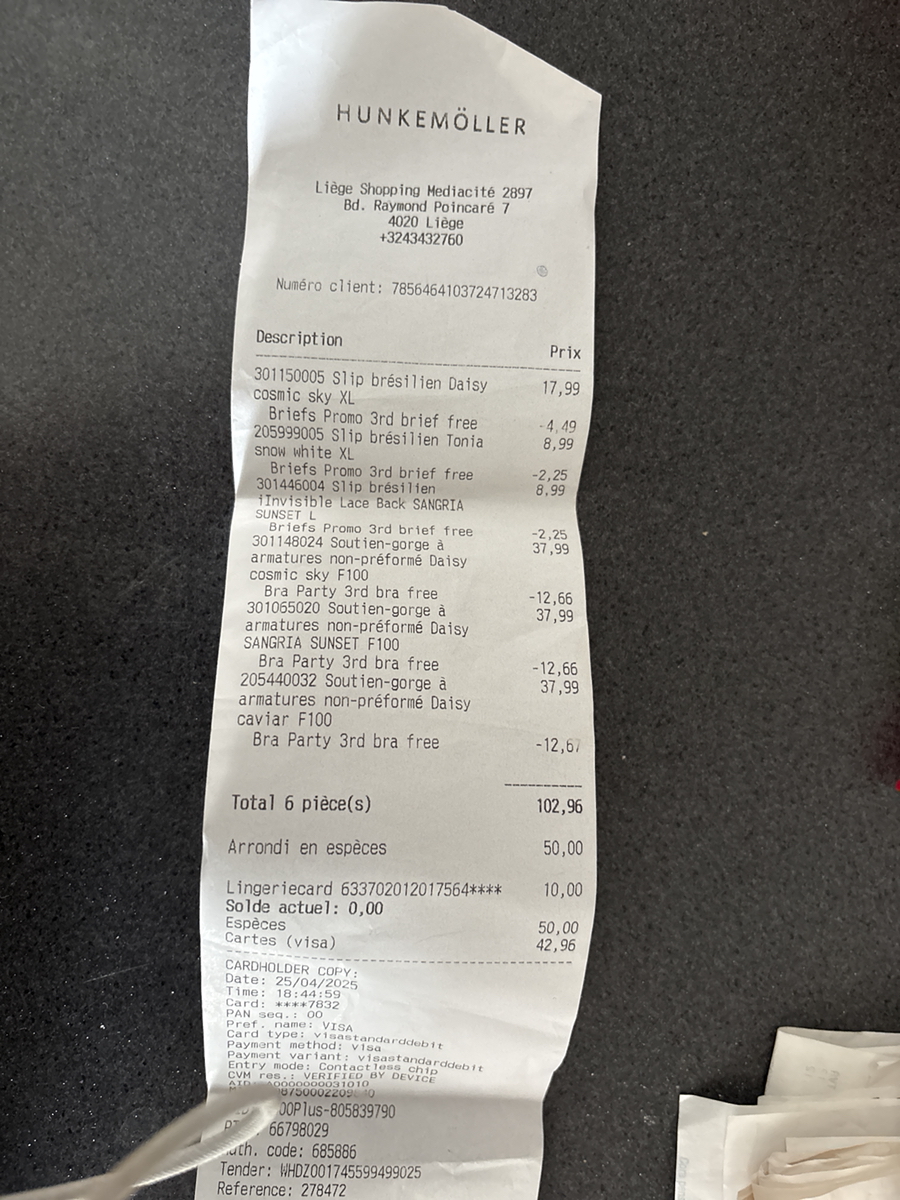 HUNKEMÖLLER
Liège Shopping Mediacité 2897
Bd. Raymond Poincaré 7
4020 Liège
+3243432760
Numéro client: 7856464103724713283
Description Prix
301150005 Slip brésilien Daisy 17,99
cosmic sky XL
Briefs Promo 3rd brief free -4,49
205999005 Slip brésilien Tonia 8,99
snow white XL
Briefs Promo 3rd brief free -2,25
301446004 Slip brésilien 8,99
iInvisible Lace Back SANGRIA
SUNSET L
Briefs Promo 3rd brief free -2,25
301148024 Soutien-gorge à 37,99
armatures non-préformé Daisy
cosmic sky F100
Bra Party 3rd bra free -12,66
301065020 Soutien-gorge à 37,99
armatures non-préformé Daisy
SANGRIA SUNSET F100
Bra Party 3rd bra free -12,66
205440032 Soutien-gorge à 37,99
armatures non-préformé Daisy
caviar F100
Bra Party 3rd bra free -12,67
Total 6 pièce(s) 102,96
Arrondi en espèces 50,00
Lingeriecard 633702012017564**** 10,00
Solde actuel: 0,00
Espèces 50,00
Cartes (visa) 42,96
CARDHOLDER COPY:
Date: 25/04/2025
Time: 18:44:59
Card: ****7832
PAN seq.: 00
Pref. name: VISA
Card type: visastandarddebit
Payment method: visa
Payment variant: visastandarddebit
Entry mode: Contactless chip
CVM res.: VERIFIED BY DEVICE
66798029
code: 685886
Tender: WHDZ001745599499025
Reference: 278472